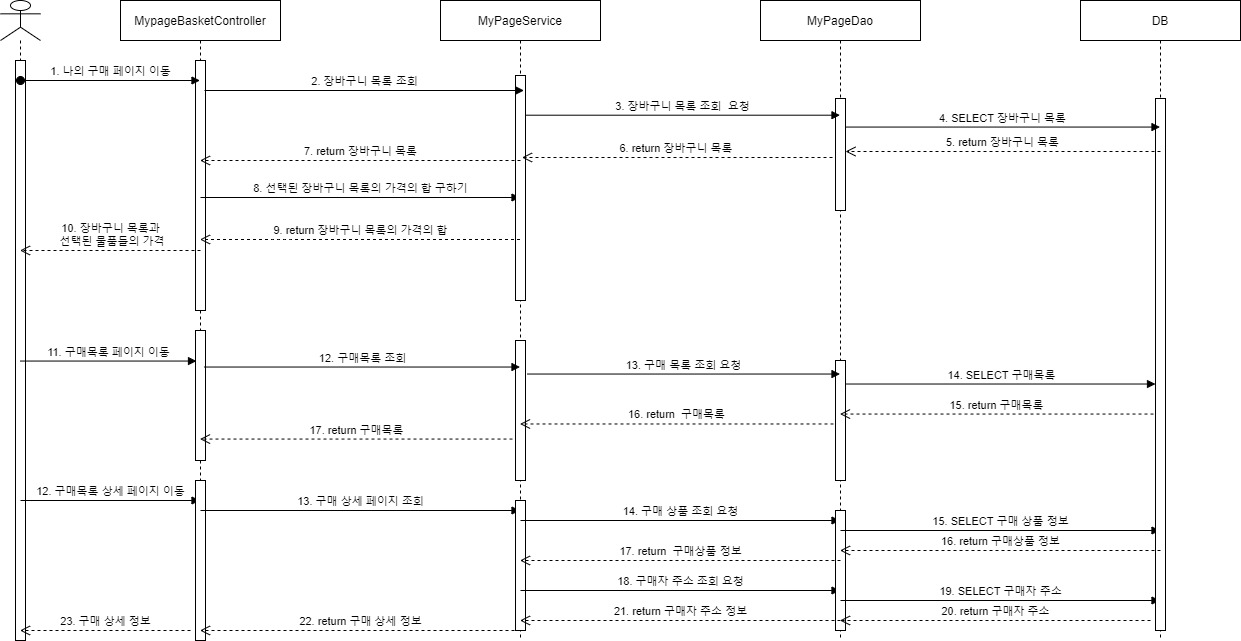 MypageBasketController
MyPageService
MyPageDao
DB
1. 나의 구매 페이지 이동
2. 장바구니 목록 조회
3. 장바구니 목록 조회 요청
4. SELECT 장바구니 목록
5. return 장바구니 목록
6. return 장바구니 목록
7. return 장바구니 목록
8. 선택된 장바구니 목록의 가격의 합 구하기
9. return 장바구니 목록의 가격의 합
10. 장바구니 목록과
선택된 물품들의 가격
11. 구매목록 페이지 이동
12. 구매목록 조회
13. 구매 목록 조회 요청
14. SELECT 구매목록
15. return 구매목록
16. return 구매목록
17. return 구매목록
12. 구매목록 상세 페이지 이동
13. 구매 상세 페이지 조회
14. 구매 상품 조회 요청
15. SELECT 구매 상품 정보
16. return 구매상품 정보
17. return 구매상품 정보
18. 구매자 주소 조회 요청
19. SELECT 구매자 주소
20. return 구매자 주소
21. return 구매자 주소 정보
22. return 구매 상세 정보
23. 구매 상세 정보